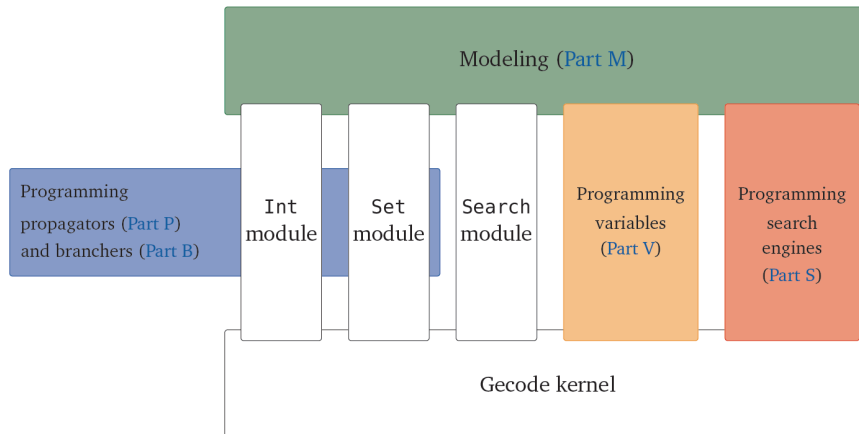 Modeling (Part M)
Programming
propagators (Part P)
and branchers (Part B)
Int
module
Set
module
Search
module
Programming
variables
(Part V)
Programming
search
engines
(Part S)
Gecode kernel